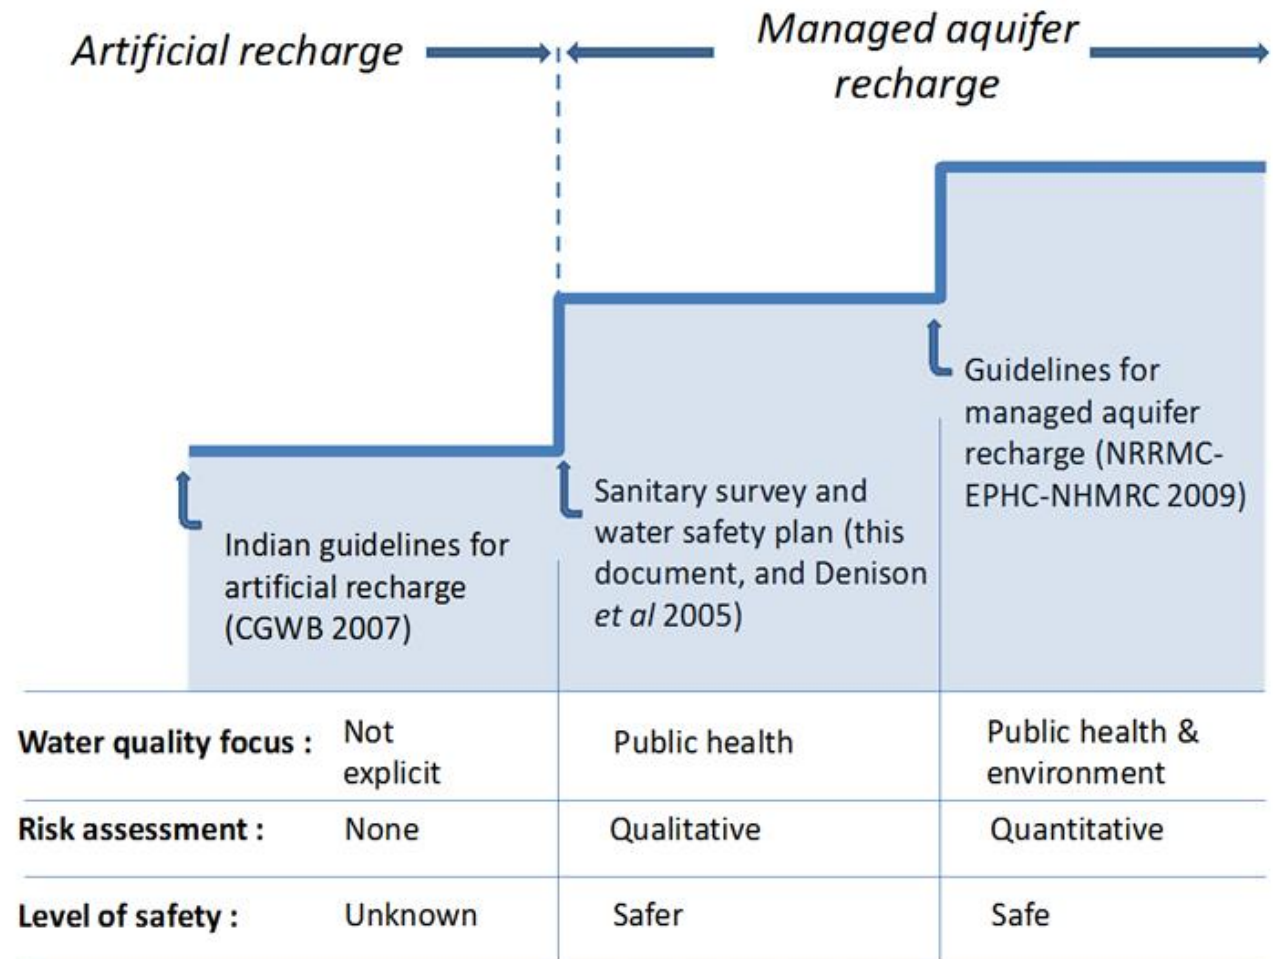 Artificial recharge
Managed aquifer
recharge
Guidelines for
managed aquifer
recharge (NRRMC-
EPHC-NHMRC 2009)
Sanitary survey and
water safety plan (this
document, and Denison
et al 2005)
Indian guidelines for
artificial recharge
(CGWB 2007)
Water quality focus :
Not
explicit
Public health
Public health &
environment
Risk assessment :
None
Qualitative
Quantitative
Level of safety :
Unknown
Safer
Safe